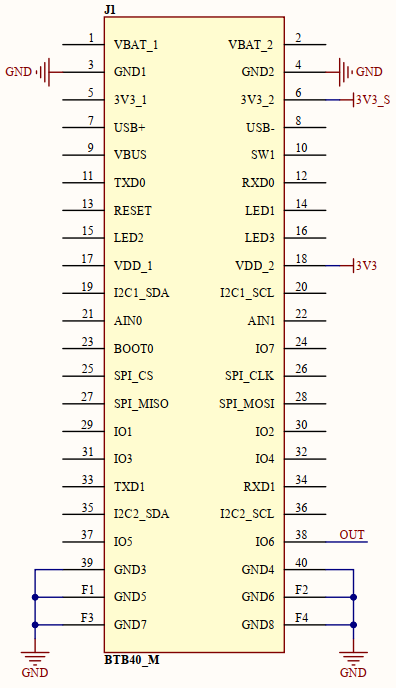 J1
1 VBAT_1 VBAT_2 2
GND 3 GND1 GND2 4 GND
5 3V3_1 3V3_2 6 3V3_S
7 USB+ USB- 8
9 VBUS SW1 10
11 TXD0 RXD0 12
13 RESET LED1 14
15 LED2 LED3 16
17 VDD_1 VDD_2 18 3V3
19 I2C1_SDA I2C1_SCL 20
21 AIN0 AIN1 22
23 BOOT0 IO7 24
25 SPI_CS SPI_CLK 26
27 SPI_MISO SPI_MOSI 28
29 IO1 IO2 30
31 IO3 IO4 32
33 TXD1 RXD1 34
35 I2C2_SDA I2C2_SCL 36
37 IO5 IO6 38 OUT
39 GND3 GND4 40
F1 GND5 GND6 F2
F3 GND7 GND8 F4
GND BTB40_M GND